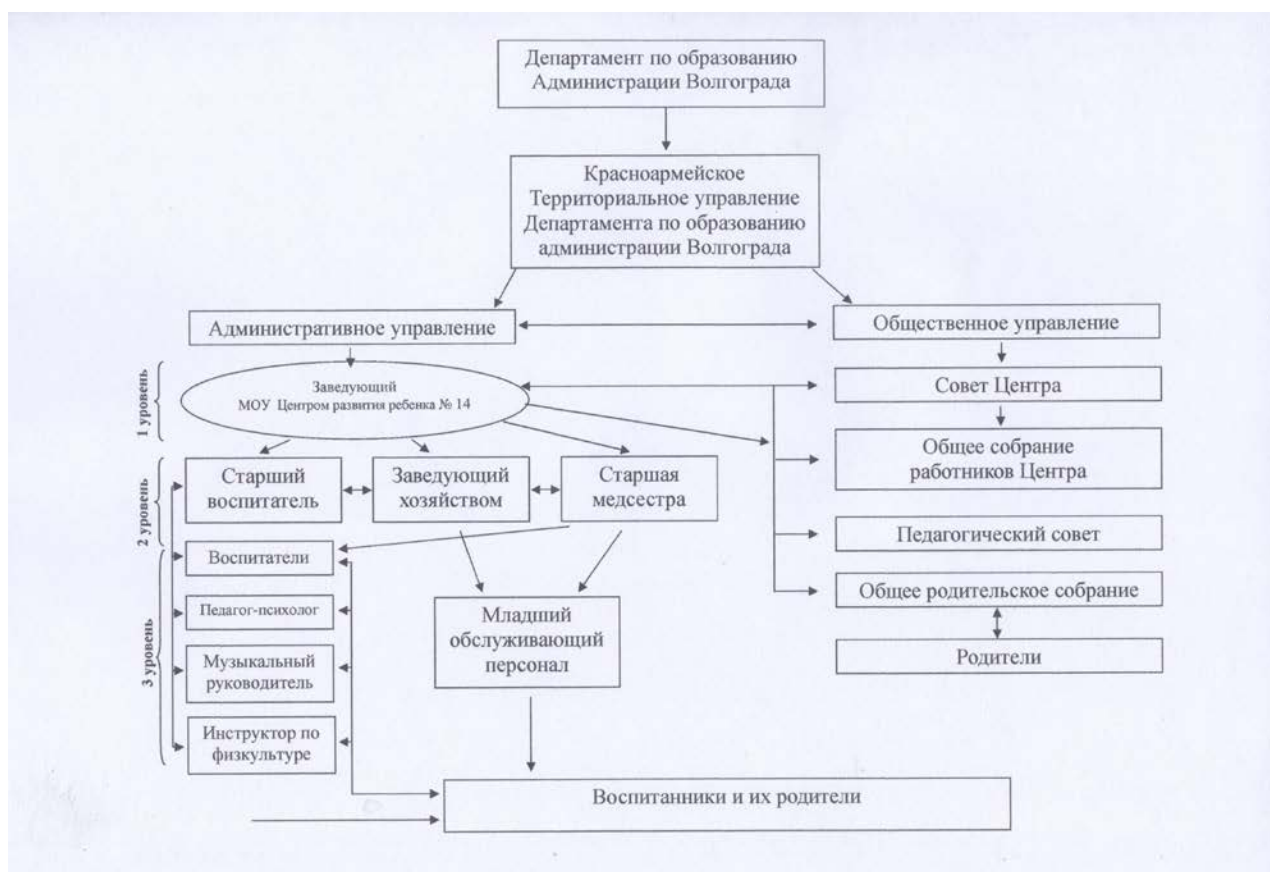 Департамент по образованию
Администрации Волгограда
Красноармейское
Территориальное управление
Департамента по образованию
администрации Волгограда
Административное управление
Общественное управление
1 уровень
Заведующий
МОУ Центром развития ребенка № 14
Совет Центра
Общее собрание
работников Центра
2 уровень
Старший
воспитатель
Заведующий
хозяйством
Старшая
медсестра
Педагогический совет
3 уровень
Воспитатели
Общее родительское собрание
Педагог-психолог
Младший
обслуживающий
персонал
Родители
Музыкальный
руководитель
Инструктор по
физкультуре
Воспитанники и их родители